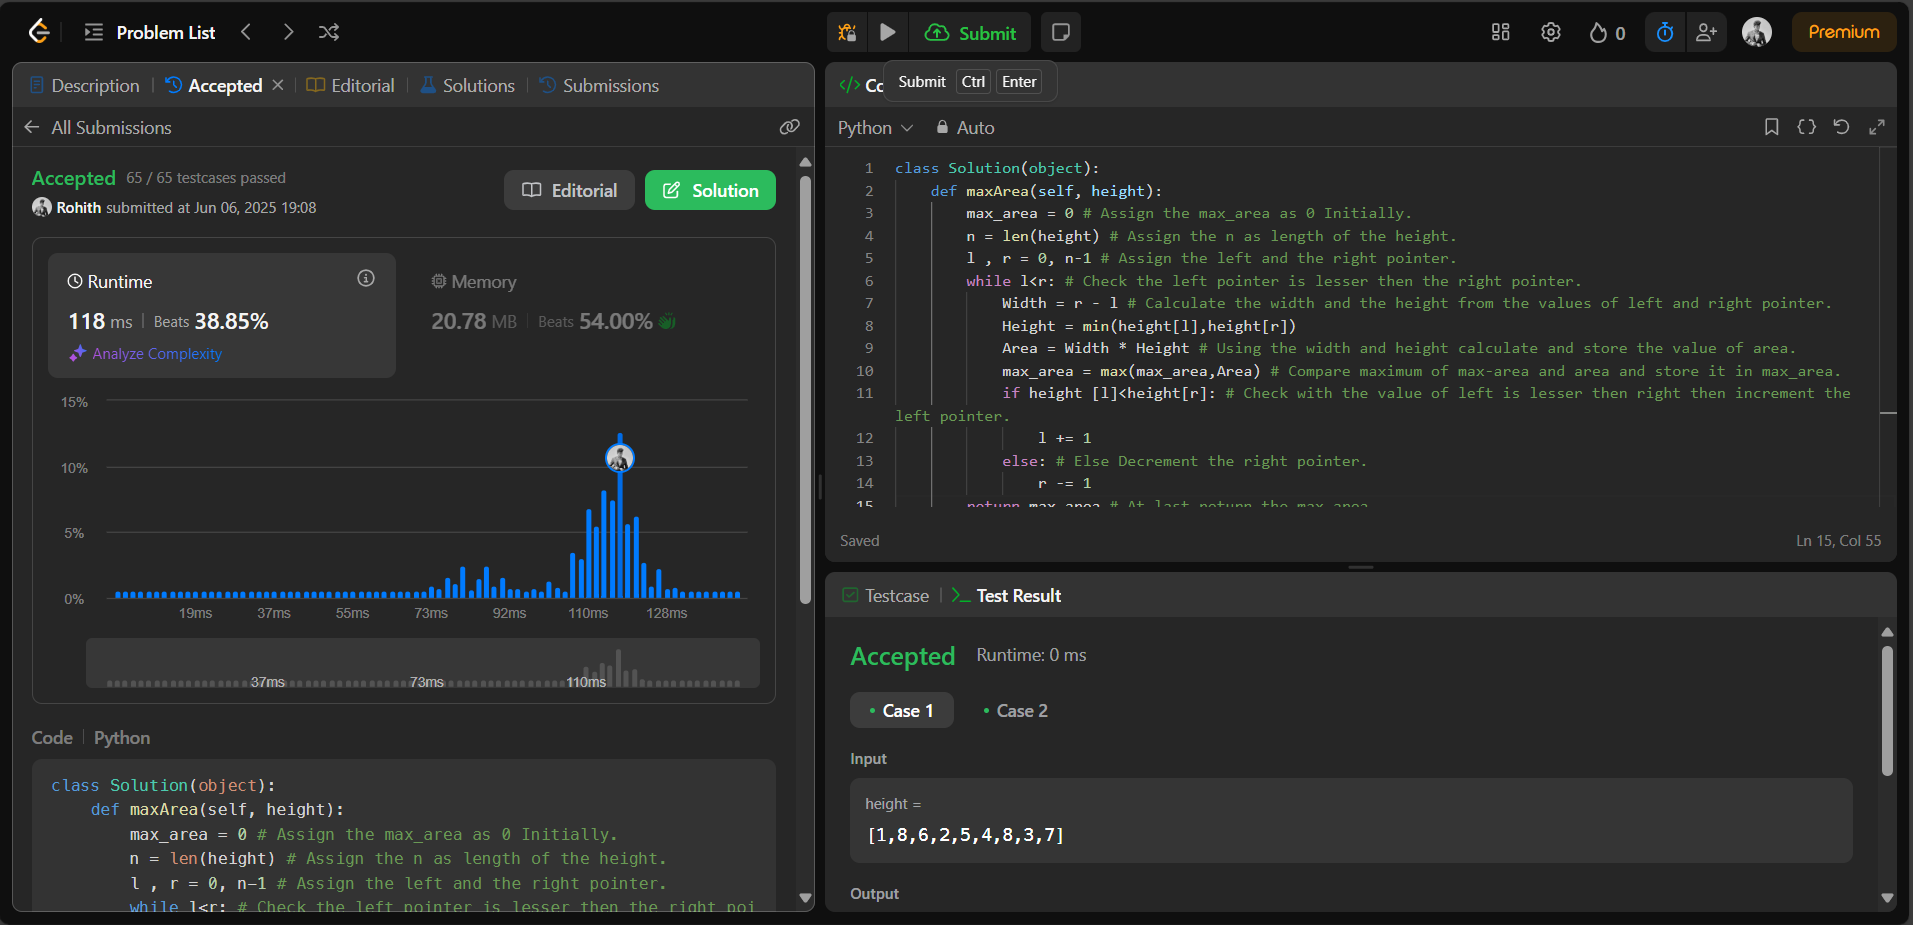 Problem List
Submit
0
Premium
Description
Accepted
Editorial
Solutions
Submissions
All Submissions
Accepted 65 / 65 testcases passed
Rohith submitted at Jun 06, 2025 19:08
Editorial
Solution
Runtime
118 ms | Beats 38.85%
Analyze Complexity
Memory
20.78 MB | Beats 54.00%
15%
10%
5%
0%
19ms 37ms 55ms 73ms 92ms 110ms 128ms
37ms 73ms 110ms
Code | Python
class Solution(object):
def maxArea(self, height):
max_area = 0 # Assign the max_area as 0 Initially.
n = len(height) # Assign the n as length of the height.
l , r = 0, n-1 # Assign the left and the right pointer.
while l<r: # Check the left pointer is lesser then the right poi
</> Co
Submit Ctrl Enter
Python
Auto
1 class Solution(object):
2 def maxArea(self, height):
3 max_area = 0 # Assign the max_area as 0 Initially.
4 n = len(height) # Assign the n as length of the height.
5 l , r = 0, n-1 # Assign the left and the right pointer.
6 while l<r: # Check the left pointer is lesser then the right pointer.
7 Width = r - l # Calculate the width and the height from the values of left and right pointer.
8 Height = min(height[l],height[r])
9 Area = Width * Height # Using the width and height calculate and store the value of area.
10 max_area = max(max_area,Area) # Compare maximum of max-area and area and store it in max_area.
11 if height [l]<height[r]: # Check with the value of left is lesser then right then increment the
left pointer.
12 l += 1
13 else: # Else Decrement the right pointer.
14 r -= 1
15 return max_area # At last return the max_area
Saved
Ln 15, Col 55
Testcase
Test Result
Accepted Runtime: 0 ms
Case 1
Case 2
Input
height =
[1,8,6,2,5,4,8,3,7]
Output